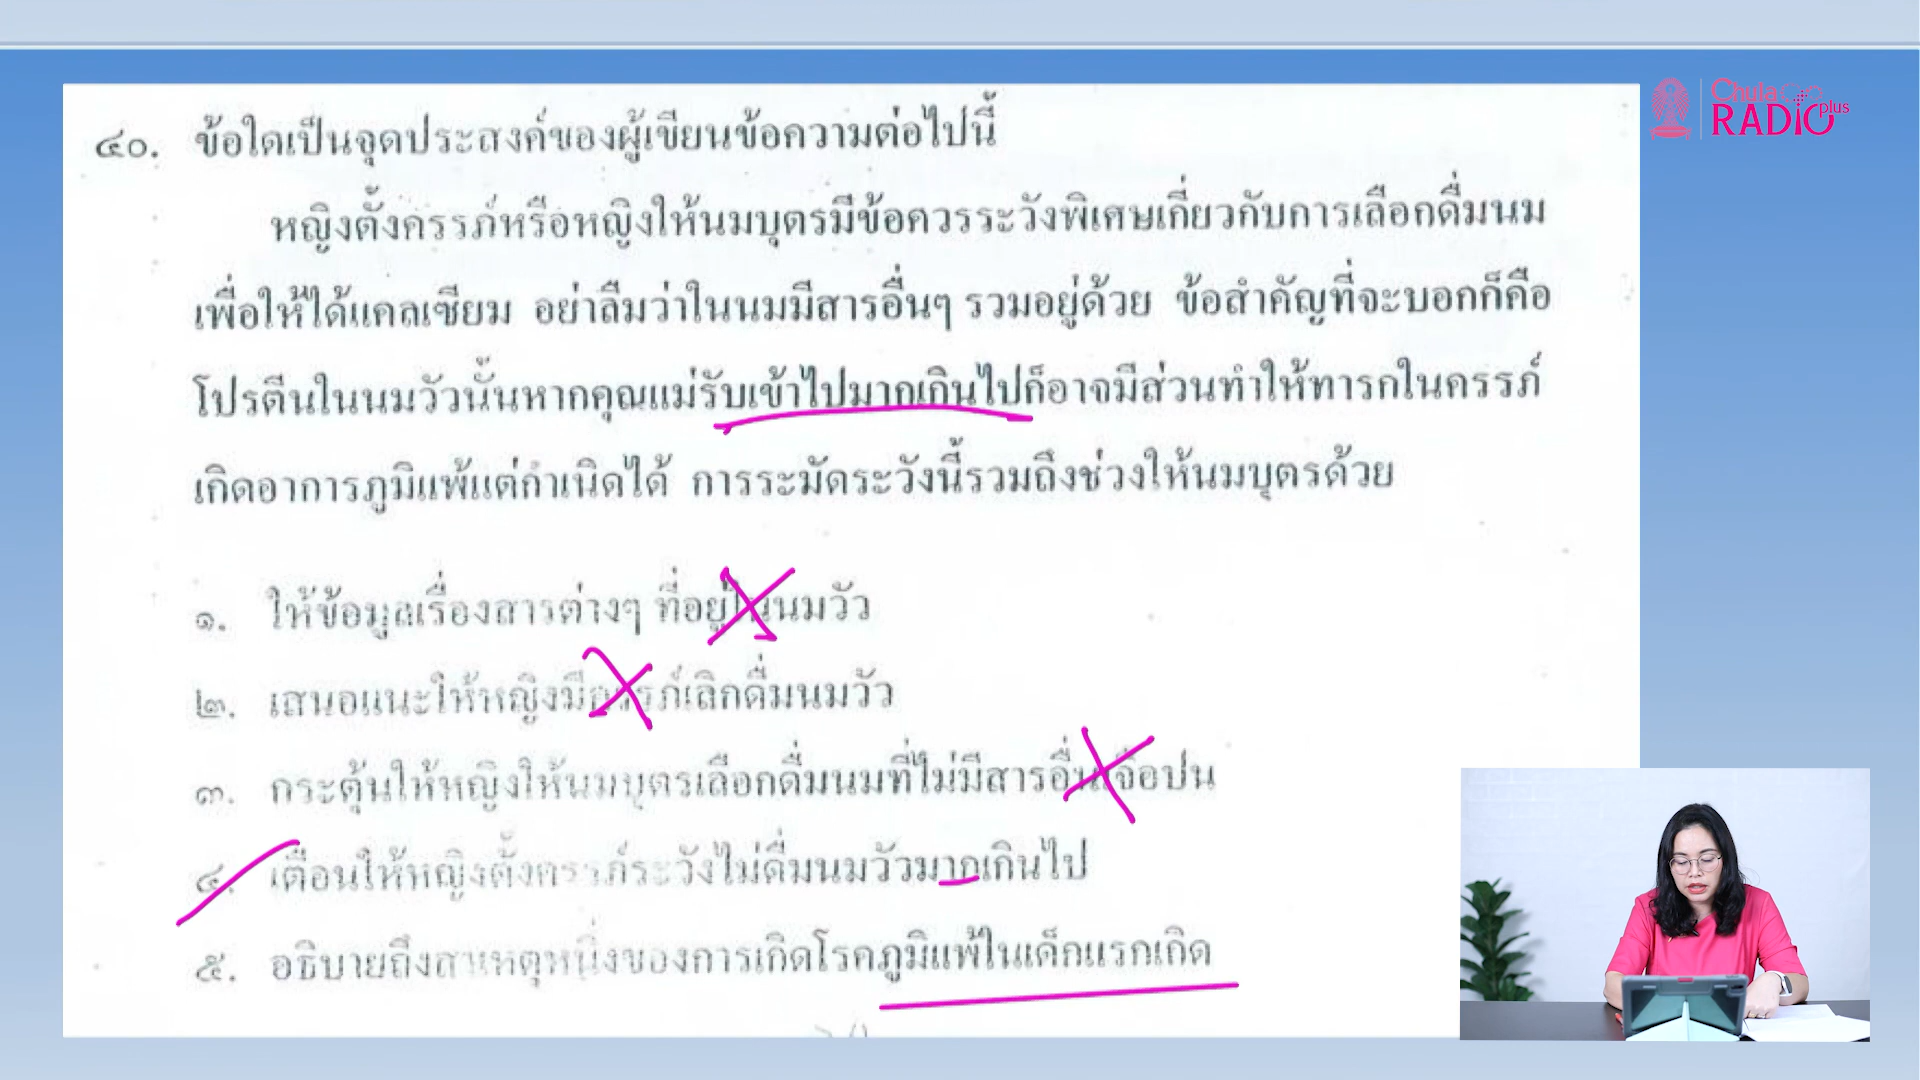 Chula
RADIO plus
๔๐. ข้อใดเป็นจุดประสงค์ของผู้เขียนข้อความต่อไปนี้
หญิงตั้งครรภ์หรือหญิงให้นมบุตรมีข้อควรระวังพิเศษเกี่ยวกับการเลือกดื่มนม
เพื่อให้ได้แคลเซียม อย่าลืมว่าในนมมีสารอื่นๆ รวมอยู่ด้วย ข้อสำคัญที่จะบอกก็คือ
โปรตีนในนมวัวนั้นหากคุณแม่รับเข้าไปมากเกินไปก็อาจมีส่วนทำให้ทารกในครรภ์
เกิดอาการภูมิแพ้แต่กำเนิดได้ การระมัดระวังนี้รวมถึงช่วงให้นมบุตรด้วย
๑. ให้ข้อมูลเรื่องสารต่างๆ ที่อยู่ในนมวัว
๒. เสนอแนะให้หญิงมีครรภ์เลิกดื่มนมวัว
๓. กระตุ้นให้หญิงให้นมบุตรเลือกดื่มนมที่ไม่มีสารอื่นเจือปน
๔. เตือนให้หญิงตั้งครรภ์ระวังไม่ดื่มนมวัวมากเกินไป
๕. อธิบายถึงสาเหตุหนึ่งของการเกิดโรคภูมิแพ้ในเด็กแรกเกิด